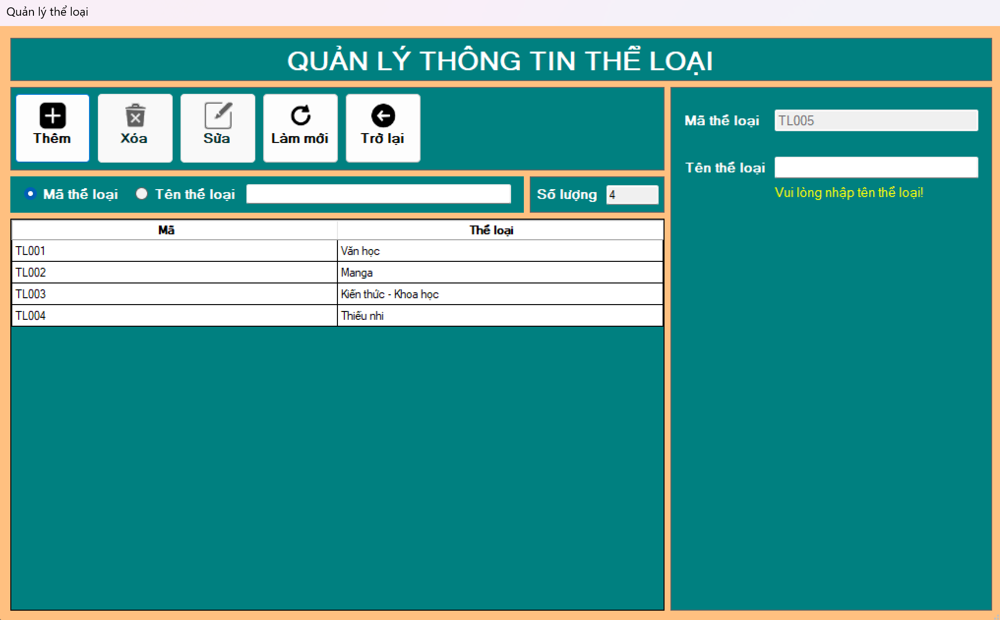 Quản lý thể loại
QUẢN LÝ THÔNG TIN THỂ LOẠI
Thêm
Xóa
Sửa
Làm mới
Trở lại
Mã thể loại
Tên thể loại
Số lượng
4
Mã
Thể loại
TL001
Văn học
TL002
Manga
TL003
Kiến thức - Khoa học
TL004
Thiếu nhi
Mã thể loại
TL005
Tên thể loại
Vui lòng nhập tên thể loại!